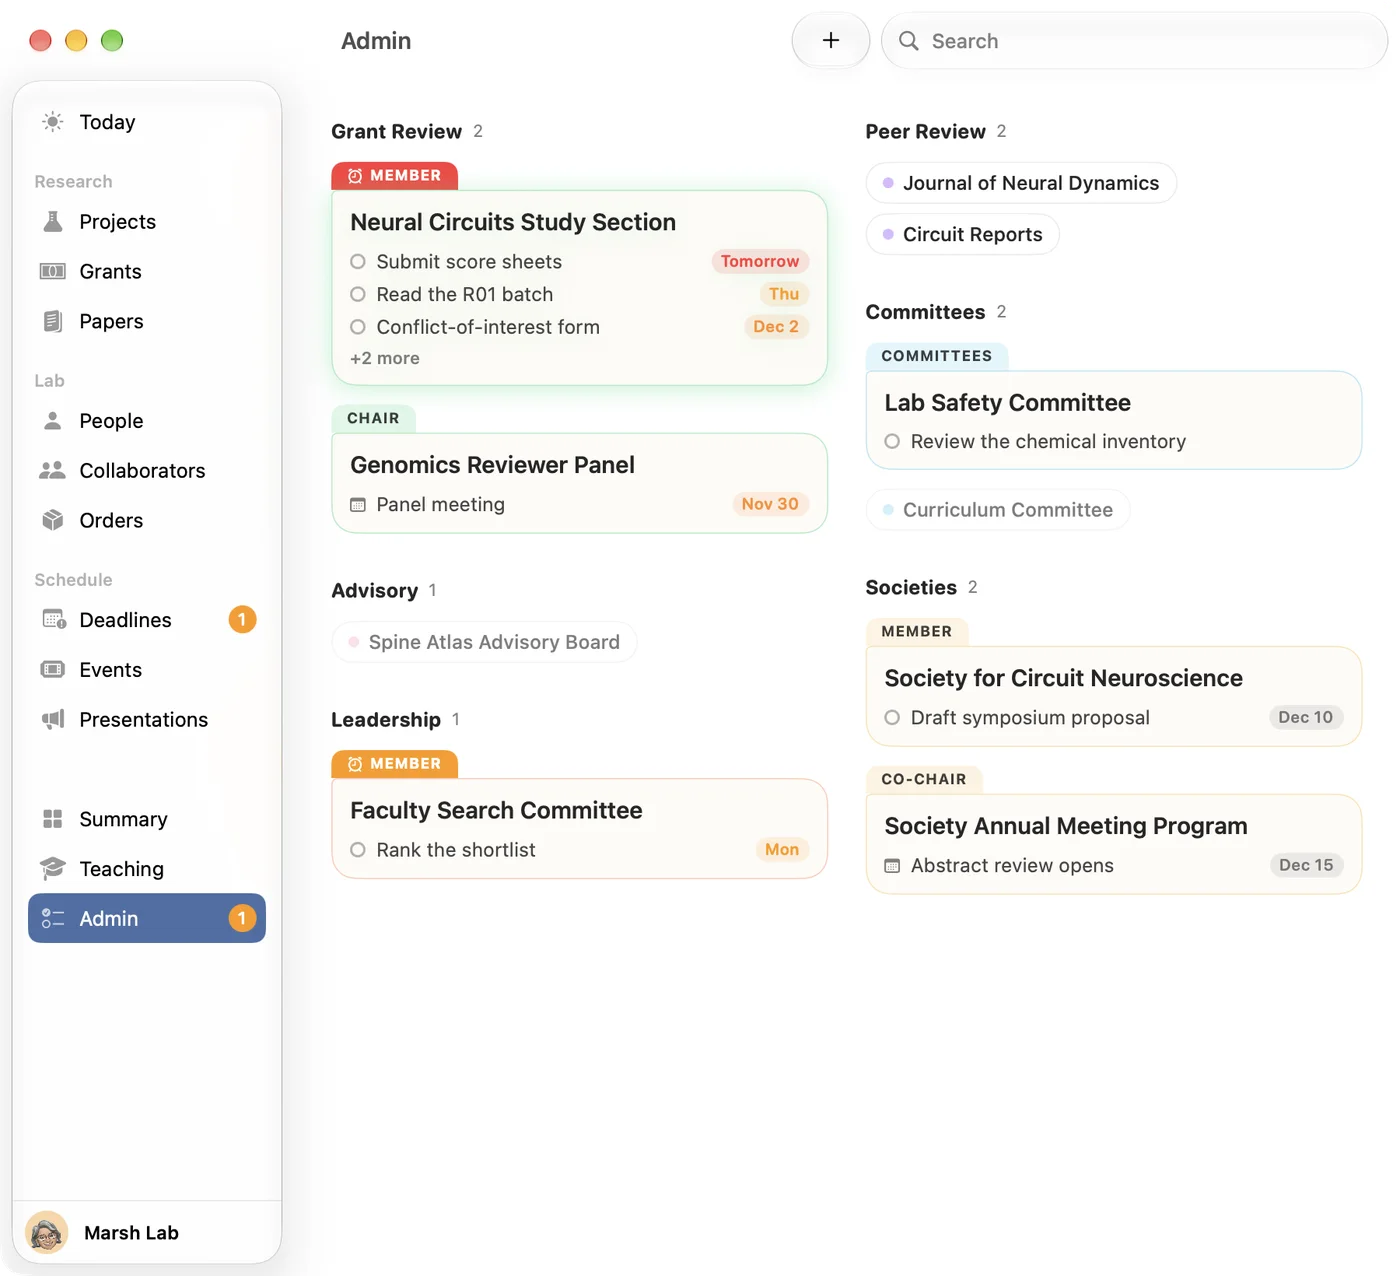 Admin
+
Search
Today
Research
Projects
Grants
Papers
Lab
People
Collaborators
Orders
Schedule
Deadlines 1
Events
Presentations
Summary
Teaching
Admin 1
Marsh Lab
Grant Review 2
MEMBER
Neural Circuits Study Section
Submit score sheets Tomorrow
Read the R01 batch Thu
Conflict-of-interest form Dec 2
+2 more
CHAIR
Genomics Reviewer Panel
Panel meeting Nov 30
Advisory 1
Spine Atlas Advisory Board
Leadership 1
MEMBER
Faculty Search Committee
Rank the shortlist Mon
Peer Review 2
Journal of Neural Dynamics
Circuit Reports
Committees 2
COMMITTEES
Lab Safety Committee
Review the chemical inventory
Curriculum Committee
Societies 2
MEMBER
Society for Circuit Neuroscience
Draft symposium proposal Dec 10
CO-CHAIR
Society Annual Meeting Program
Abstract review opens Dec 15